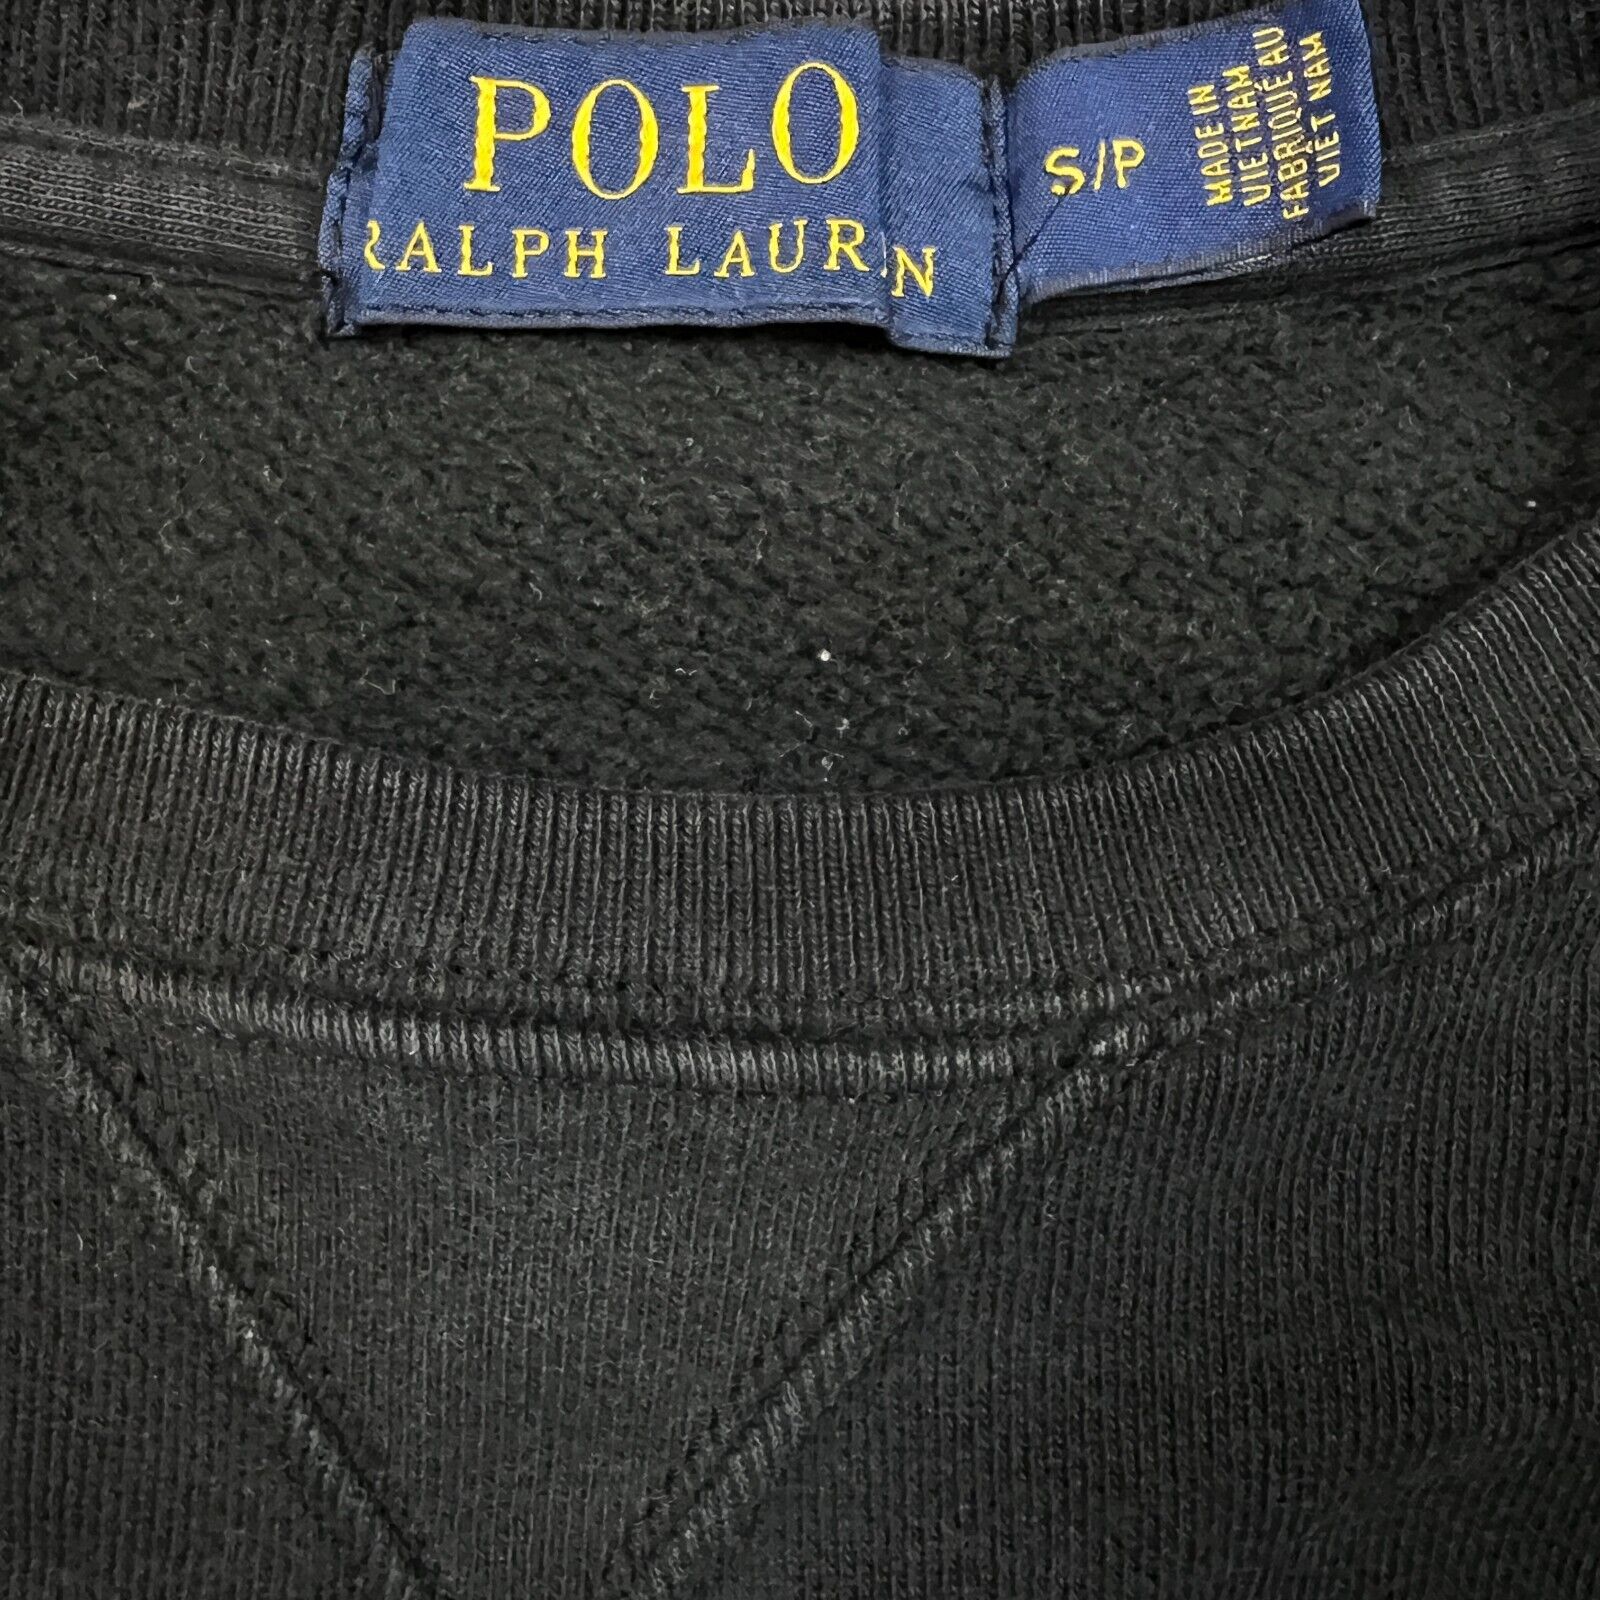 POLO
RALPH LAUREN
S/P
MADE IN
VIETNAM
FABRIQUÉ AU
VIET NAM